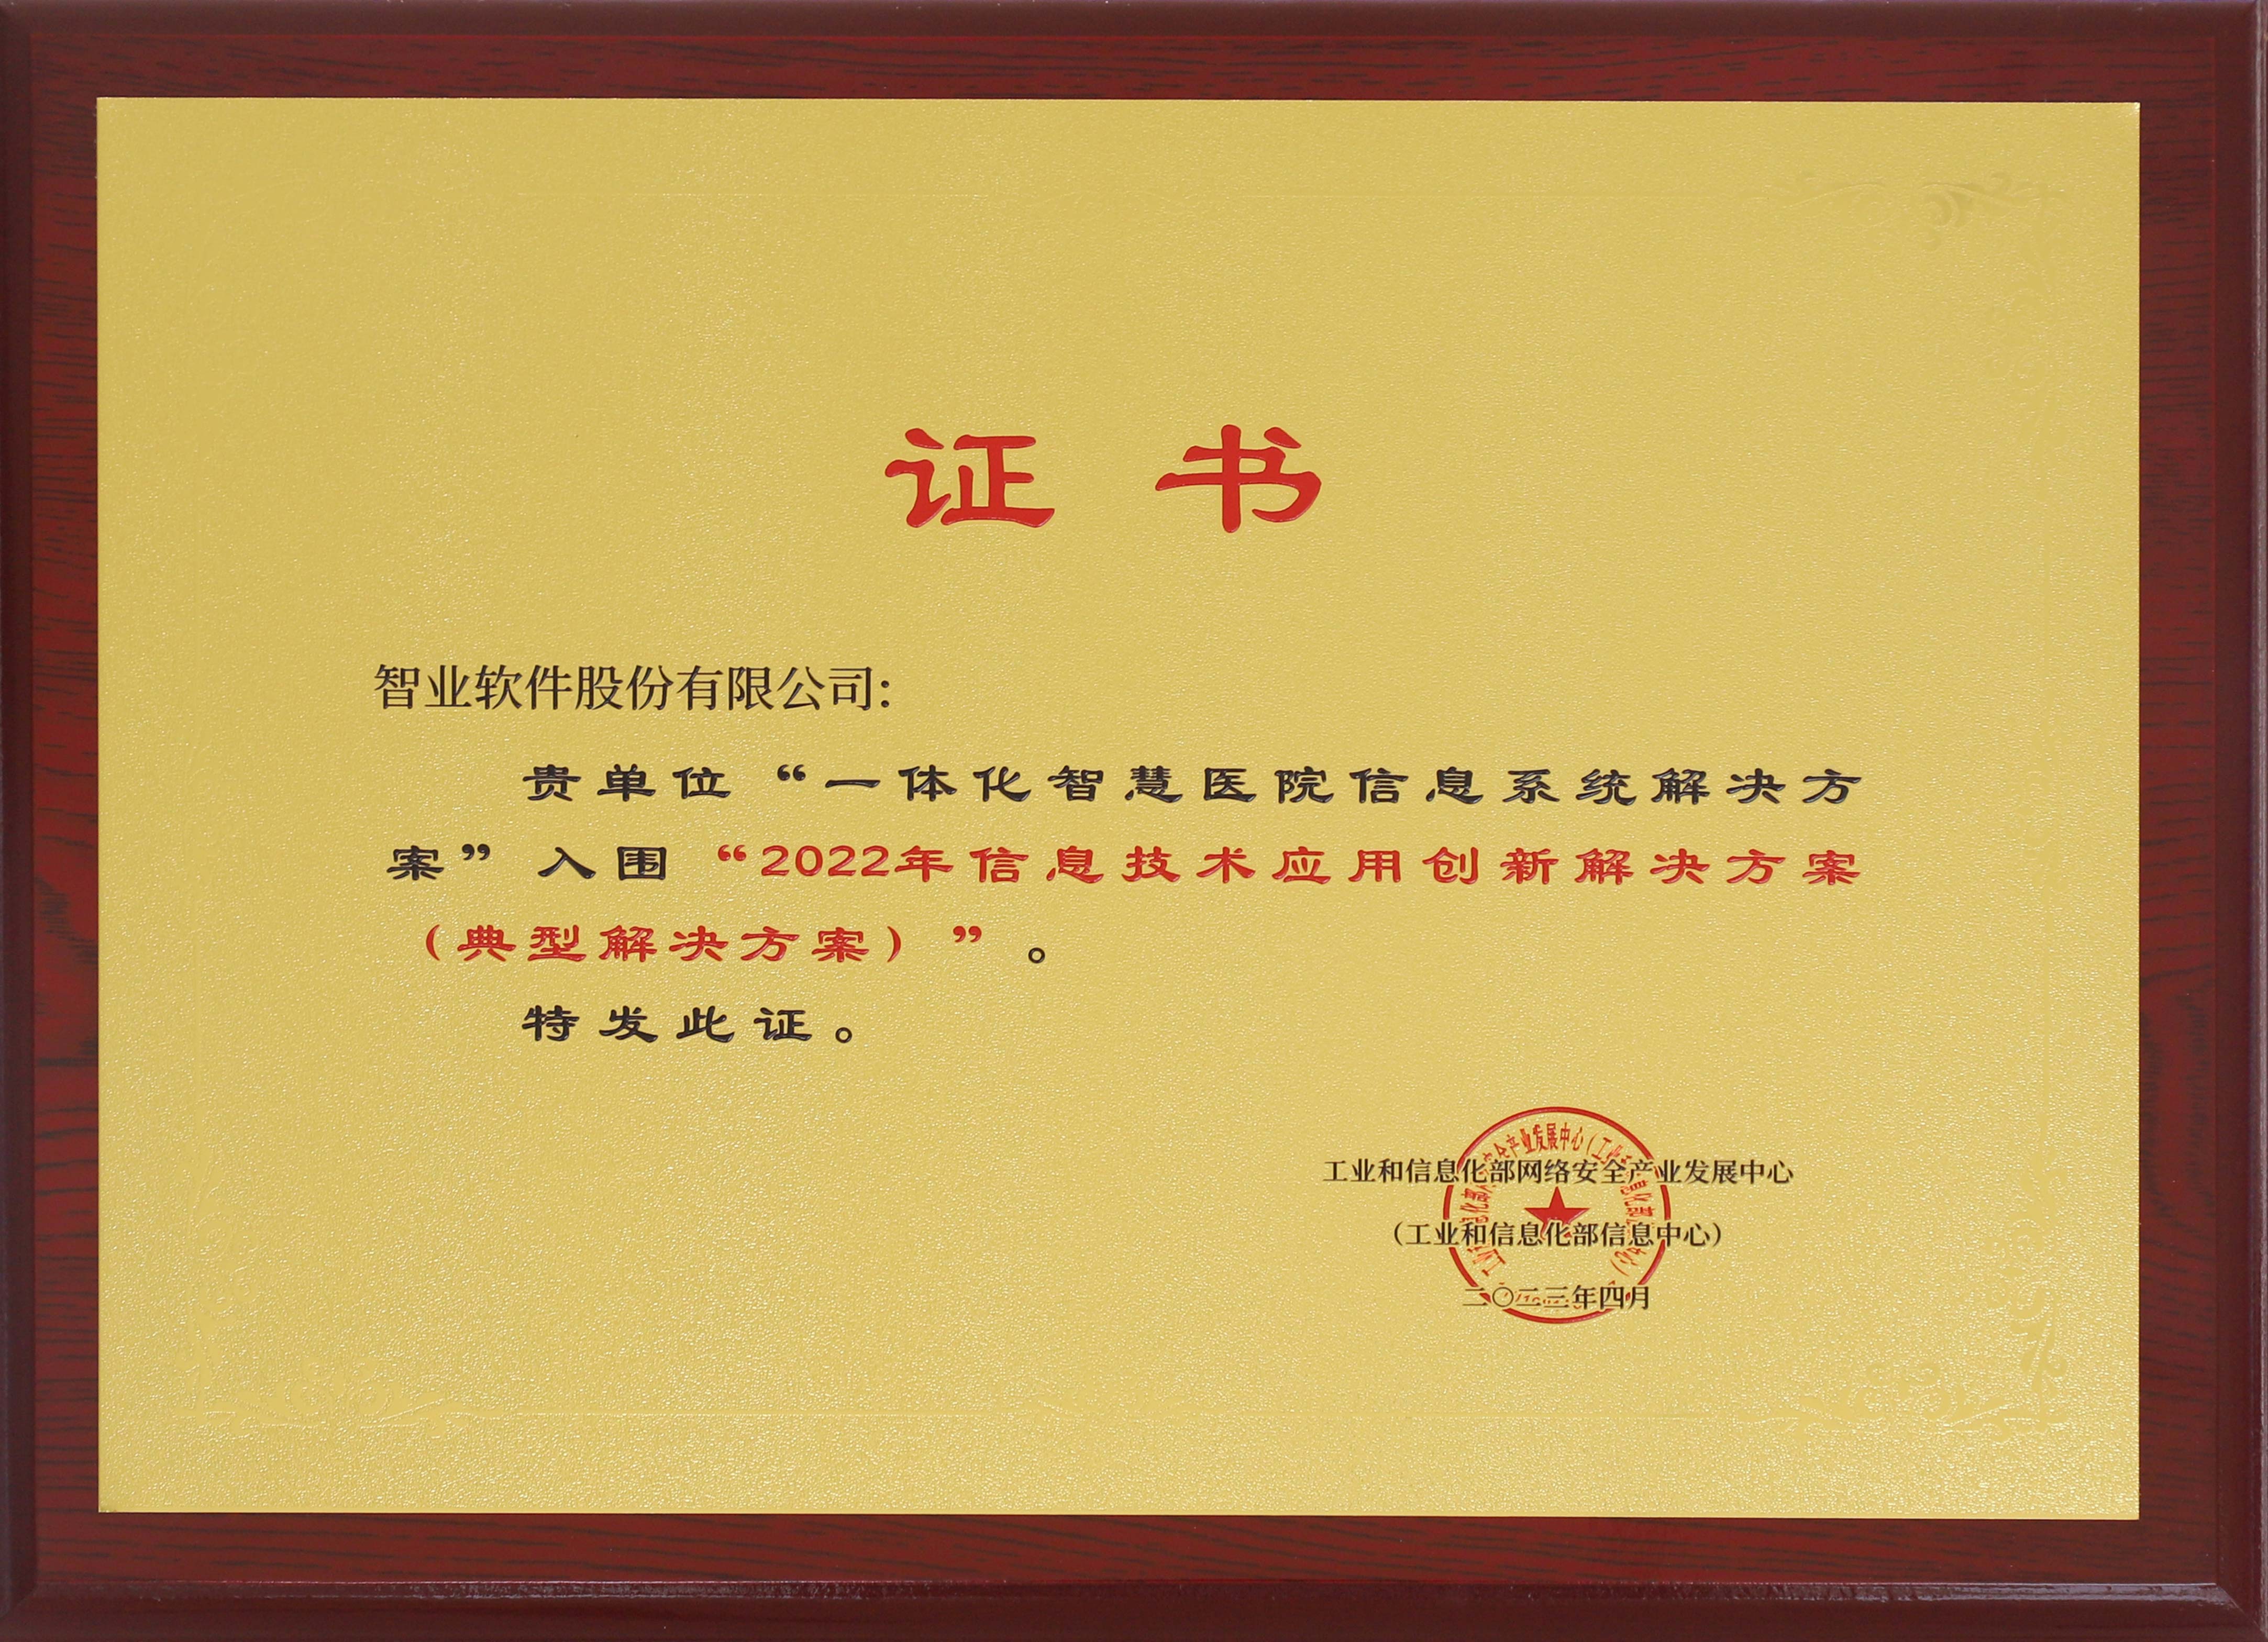 证书
智业软件股份有限公司:
贵单位“一体化智慧医院信息系统解决方
案”入围“2022年信息技术应用创新解决方案
（典型解决方案）”。
特发此证。
工业和信息化部网络安全产业发展中心
（工业和信息化部信息中心）
二〇二三年四月